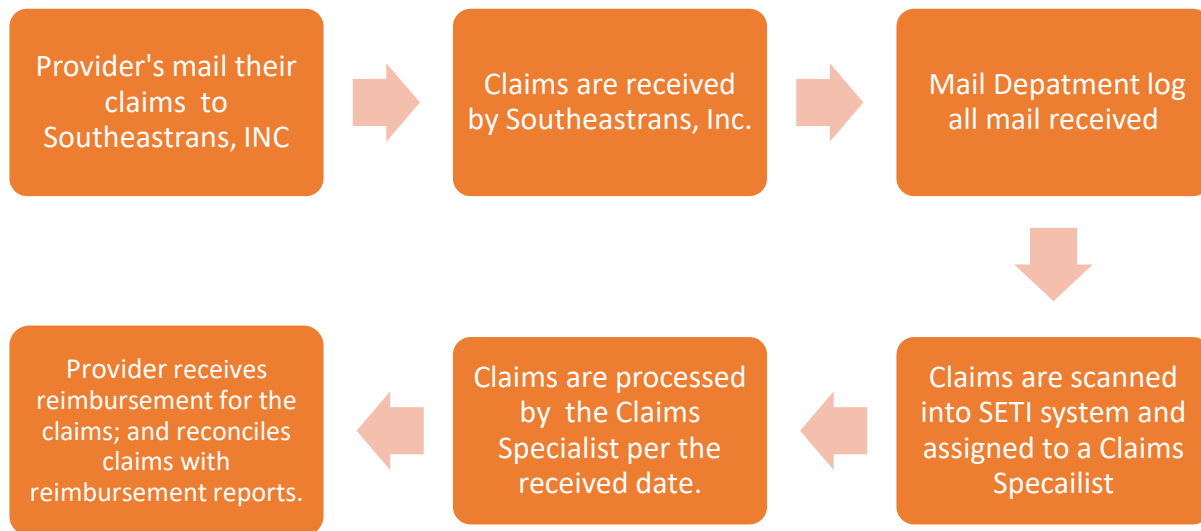 Provider's mail their
claims to
Southeastrans, INC
Claims are received
by Southeastrans, Inc.
Mail Depatment log
all mail received
Claims are scanned
into SETI system and
assigned to a Claims
Specailist
Claims are processed
by the Claims
Specialist per the
received date.
Provider receives
reimbursement for the
claims; and reconciles
claims with
reimbursement reports.